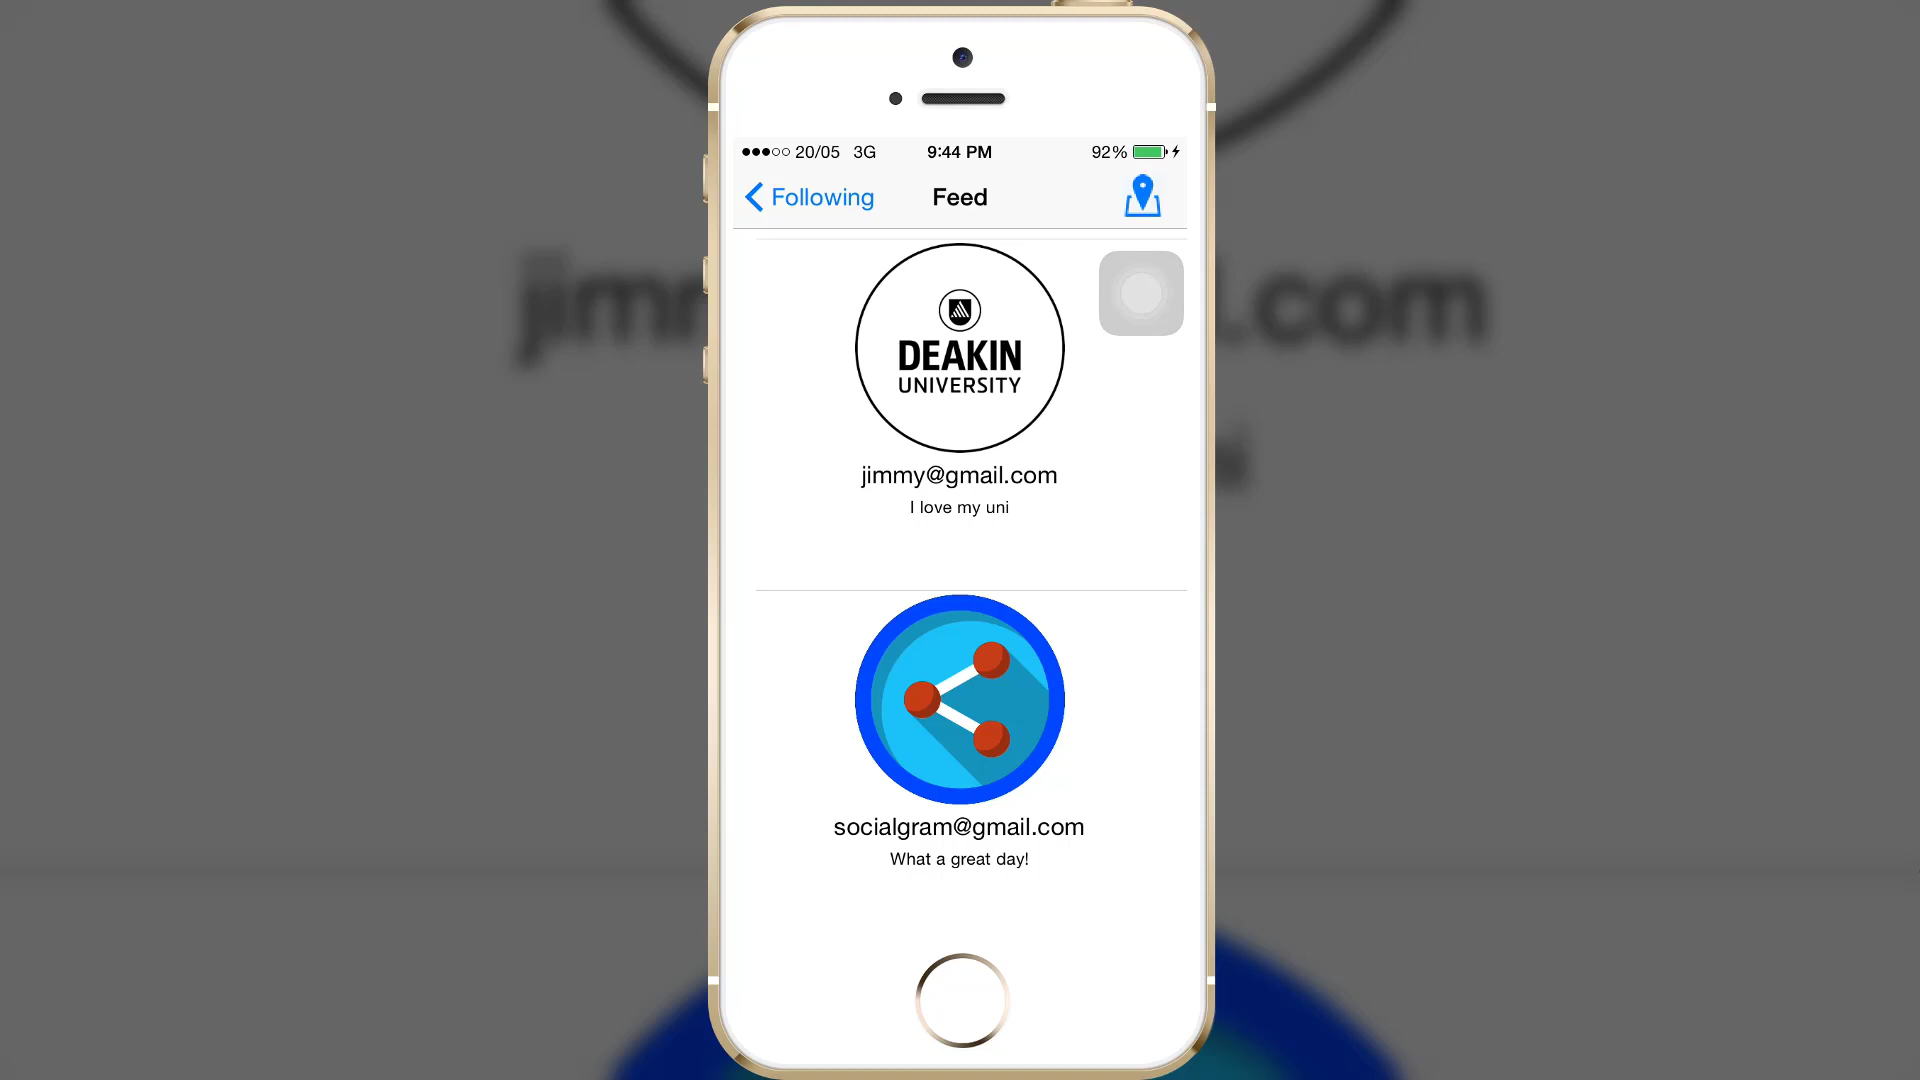 20/05 3G 9:44 PM 92%
Following Feed
DEAKIN
UNIVERSITY
jimmy@gmail.com
I love my uni
socialgram@gmail.com
What a great day!